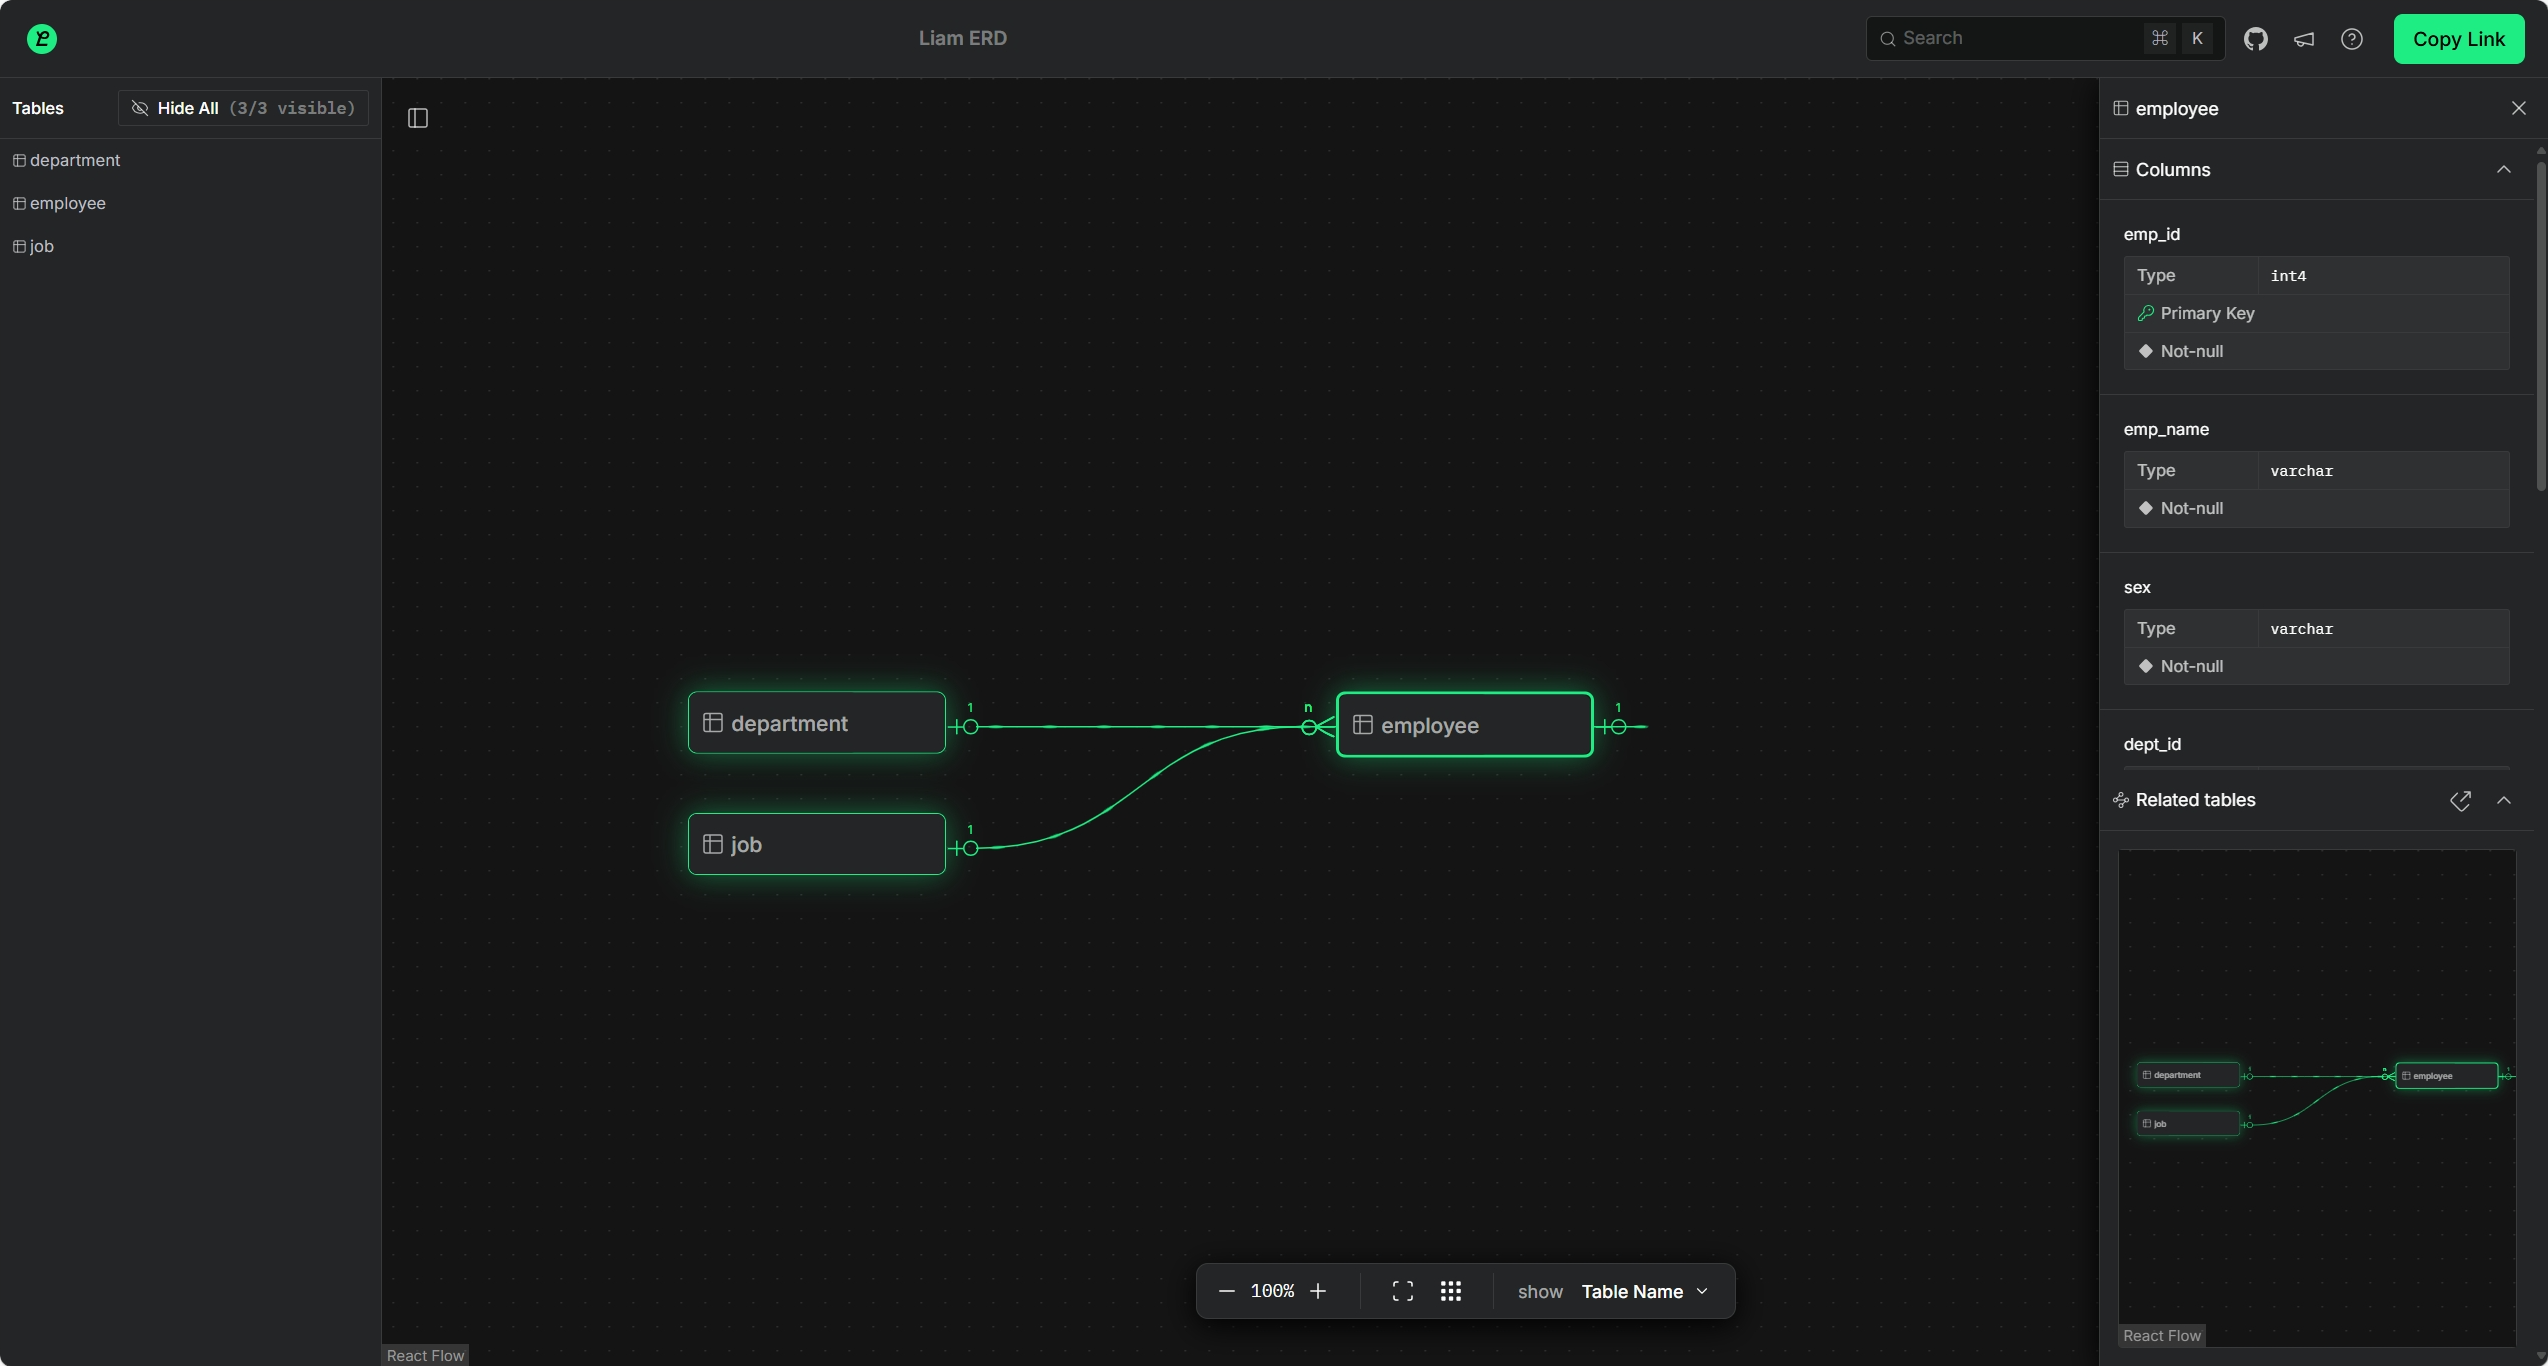 Liam ERD
Search
⌘ K
Copy Link
Tables
Hide All (3/3 visible)
department
employee
job
department
1
n
employee
1
job
1
100%
show Table Name
React Flow
employee
Columns
emp_id
Type int4
Primary Key
Not-null
emp_name
Type varchar
Not-null
sex
Type varchar
Not-null
dept_id
Related tables
department
employee
job
React Flow